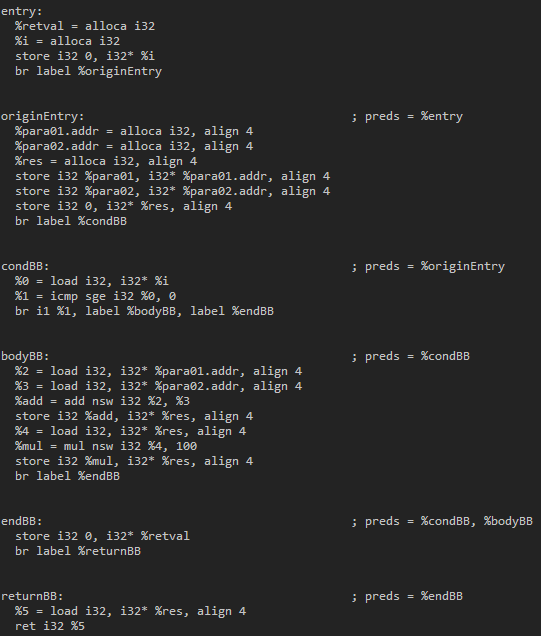 entry:
  %retval = alloca i32
  %i = alloca i32
  store i32 0, i32* %i
  br label %originEntry
originEntry:                                      ; preds = %entry
  %para01.addr = alloca i32, align 4
  %para02.addr = alloca i32, align 4
  %res = alloca i32, align 4
  store i32 %para01, i32* %para01.addr, align 4
  store i32 %para02, i32* %para02.addr, align 4
  store i32 0, i32* %res, align 4
  br label %condBB
condBB:                                           ; preds = %originEntry
  %0 = load i32, i32* %i
  %1 = icmp sge i32 %0, 0
  br i1 %1, label %bodyBB, label %endBB
bodyBB:                                           ; preds = %condBB
  %2 = load i32, i32* %para01.addr, align 4
  %3 = load i32, i32* %para02.addr, align 4
  %add = add nsw i32 %2, %3
  store i32 %add, i32* %res, align 4
  %4 = load i32, i32* %res, align 4
  %mul = mul nsw i32 %4, 100
  store i32 %mul, i32* %res, align 4
  br label %endBB
endBB:                                            ; preds = %condBB, %bodyBB
  store i32 0, i32* %retval
  br label %returnBB
returnBB:                                         ; preds = %endBB
  %5 = load i32, i32* %res, align 4
  ret i32 %5